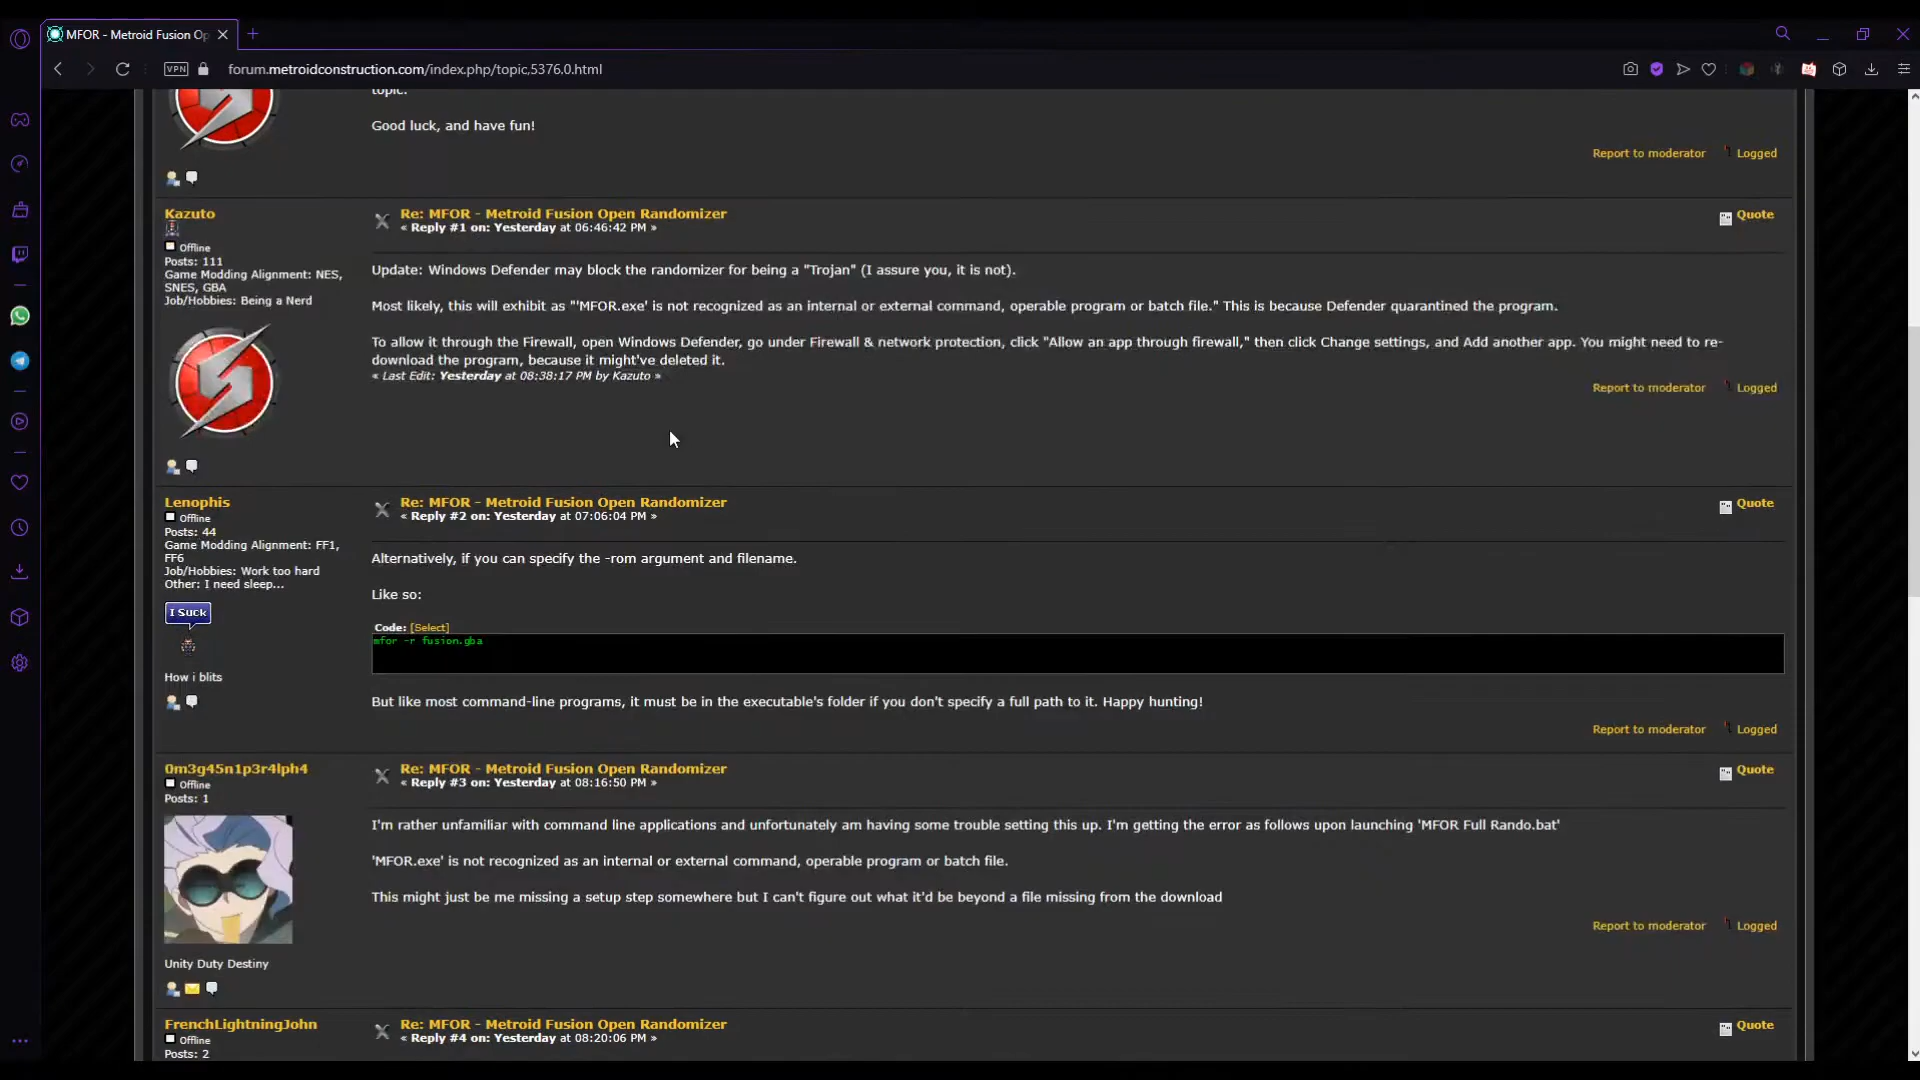 MFOR - Metroid Fusion Op
VPN
forum.metroidconstruction.com/index.php/topic,5376.0.html
topic.
Good luck, and have fun!
Report to moderator
Logged
Kazuto
Offline
Posts: 111
Game Modding Alignment: NES,
SNES, GBA
Job/Hobbies: Being a Nerd
Re: MFOR - Metroid Fusion Open Randomizer
« Reply #1 on: Yesterday at 06:46:42 PM »
Quote
Update: Windows Defender may block the randomizer for being a "Trojan" (I assure you, it is not).
Most likely, this will exhibit as "'MFOR.exe' is not recognized as an internal or external command, operable program or batch file." This is because Defender quarantined the program.
To allow it through the Firewall, open Windows Defender, go under Firewall & network protection, click "Allow an app through firewall," then click Change settings, and Add another app. You might need to re-
download the program, because it might've deleted it.
« Last Edit: Yesterday at 08:38:17 PM by Kazuto »
Report to moderator
Logged
Lenophis
Offline
Posts: 44
Game Modding Alignment: FF1,
FF6
Job/Hobbies: Work too hard
Other: I need sleep...
I Suck
How i blits
Re: MFOR - Metroid Fusion Open Randomizer
« Reply #2 on: Yesterday at 07:06:04 PM »
Quote
Alternatively, if you can specify the -rom argument and filename.
Like so:
Code: [Select]
mfor -r fusion.gba
But like most command-line programs, it must be in the executable's folder if you don't specify a full path to it. Happy hunting!
Report to moderator
Logged
0m3g45n1p3r4lph4
Offline
Posts: 1
Unity Duty Destiny
Re: MFOR - Metroid Fusion Open Randomizer
« Reply #3 on: Yesterday at 08:16:50 PM »
Quote
I'm rather unfamiliar with command line applications and unfortunately am having some trouble setting this up. I'm getting the error as follows upon launching 'MFOR Full Rando.bat'
'MFOR.exe' is not recognized as an internal or external command, operable program or batch file.
This might just be me missing a setup step somewhere but I can't figure out what it'd be beyond a file missing from the download
Report to moderator
Logged
FrenchLightningJohn
Offline
Posts: 2
Re: MFOR - Metroid Fusion Open Randomizer
« Reply #4 on: Yesterday at 08:20:06 PM »
Quote